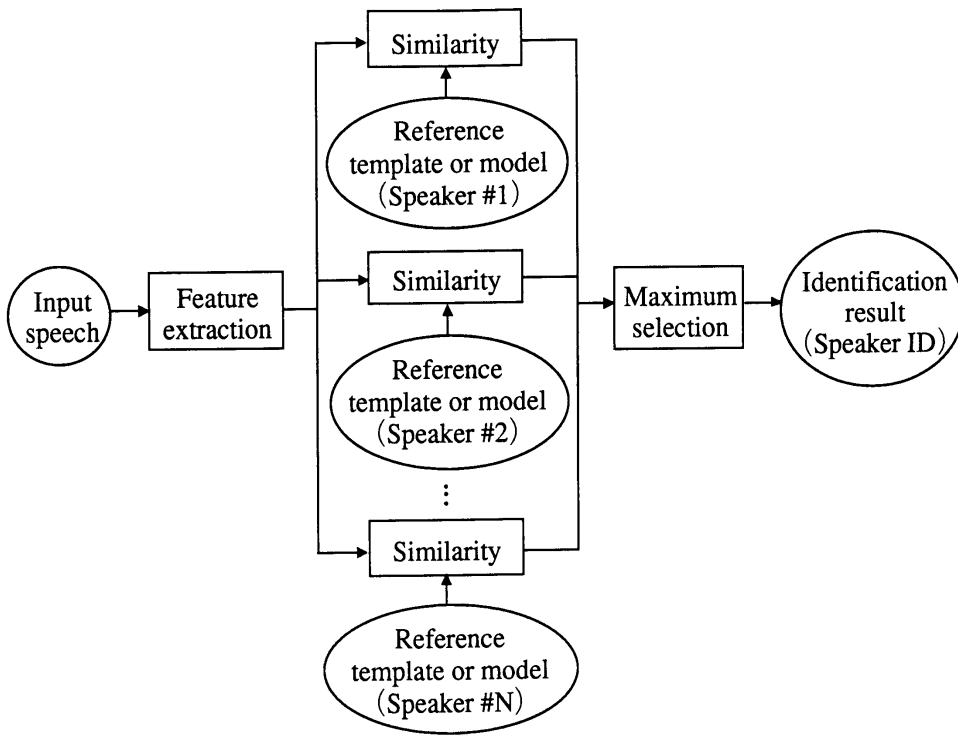 Similarity
Reference
template or model
(Speaker #1)
Input
speech
Feature
extraction
Similarity
Reference
template or model
(Speaker #2)
⋮
Similarity
Reference
template or model
(Speaker #N)
Maximum
selection
Identification
result
(Speaker ID)